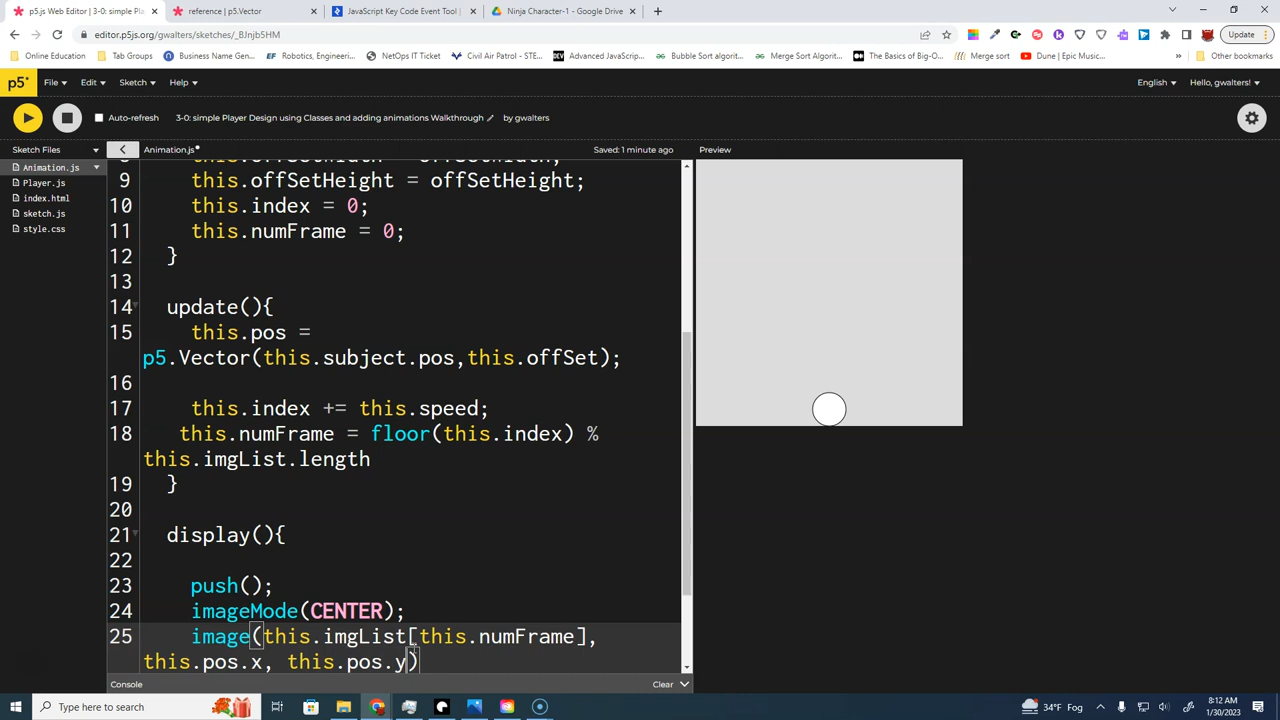 p5.js Web Editor | 3-0: simple Pla
reference | p5.Vector
JavaScript Key Code Event Tool |
Ninja Character-1 - Google Drive
editor.p5js.org/gwalters/sketches/_BJnjb5HM
Update
Online Education
Tab Groups
Business Name Gen...
Robotics, Engineeri...
NetOps IT Ticket
Civil Air Patrol - STE...
Advanced JavaScrip...
Bubble Sort algorit...
Merge Sort Algorith...
The Basics of Big-O...
Merge sort
Dune | Epic Music...
Other bookmarks
p5*
File
Edit
Sketch
Help
English
Hello, gwalters!
Auto-refresh
3-0: simple Player Design using Classes and adding animations Walkthrough
by gwalters
Sketch Files
Animation.js
Saved: 1 minute ago
Preview
Animation.js
Player.js
index.html
sketch.js
style.css
8 this.offSetWidth = offSetWidth;
9 this.offSetHeight = offSetHeight;
10 this.index = 0;
11 this.numFrame = 0;
12 }
13
14 update(){
15 this.pos =
p5.Vector(this.subject.pos,this.offSet);
16
17 this.index += this.speed;
18 this.numFrame = floor(this.index) %
this.imgList.length
19 }
20
21 display(){
22
23 push();
24 imageMode(CENTER);
25 image(this.imgList[this.numFrame],
this.pos.x, this.pos.y)
Console
Clear
Type here to search
34°F Fog
8:12 AM
1/30/2023